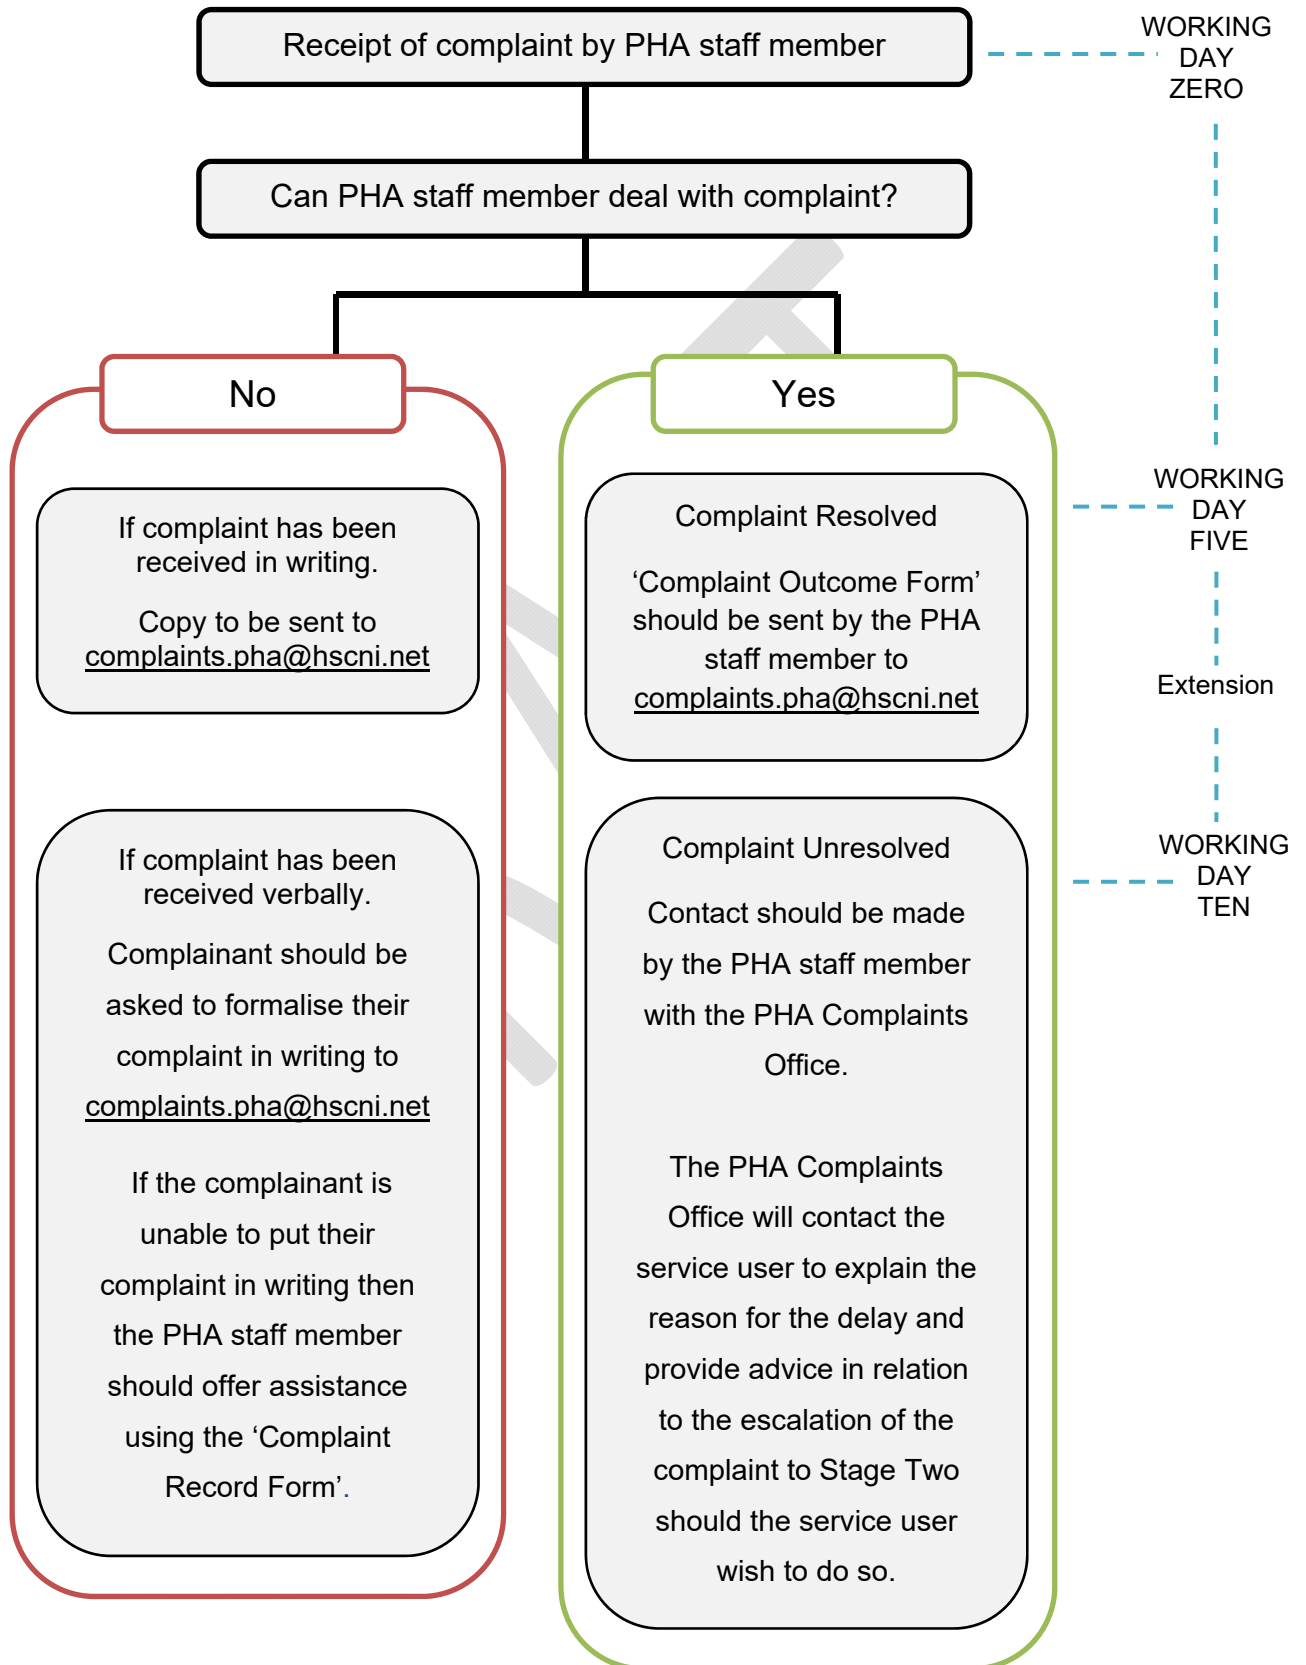 Receipt of complaint by PHA staff member
WORKING
DAY
ZERO
Can PHA staff member deal with complaint?
No
If complaint has been
received in writing.
Copy to be sent to
complaints.pha@hscni.net
If complaint has been
received verbally.
Complainant should be
asked to formalise their
complaint in writing to
complaints.pha@hscni.net
If the complainant is
unable to put their
complaint in writing then
the PHA staff member
should offer assistance
using the ‘Complaint
Record Form’.
Yes
Complaint Resolved
‘Complaint Outcome Form’
should be sent by the PHA
staff member to
complaints.pha@hscni.net
Complaint Unresolved
Contact should be made
by the PHA staff member
with the PHA Complaints
Office.
The PHA Complaints
Office will contact the
service user to explain the
reason for the delay and
provide advice in relation
to the escalation of the
complaint to Stage Two
should the service user
wish to do so.
WORKING
DAY
FIVE
Extension
WORKING
DAY
TEN